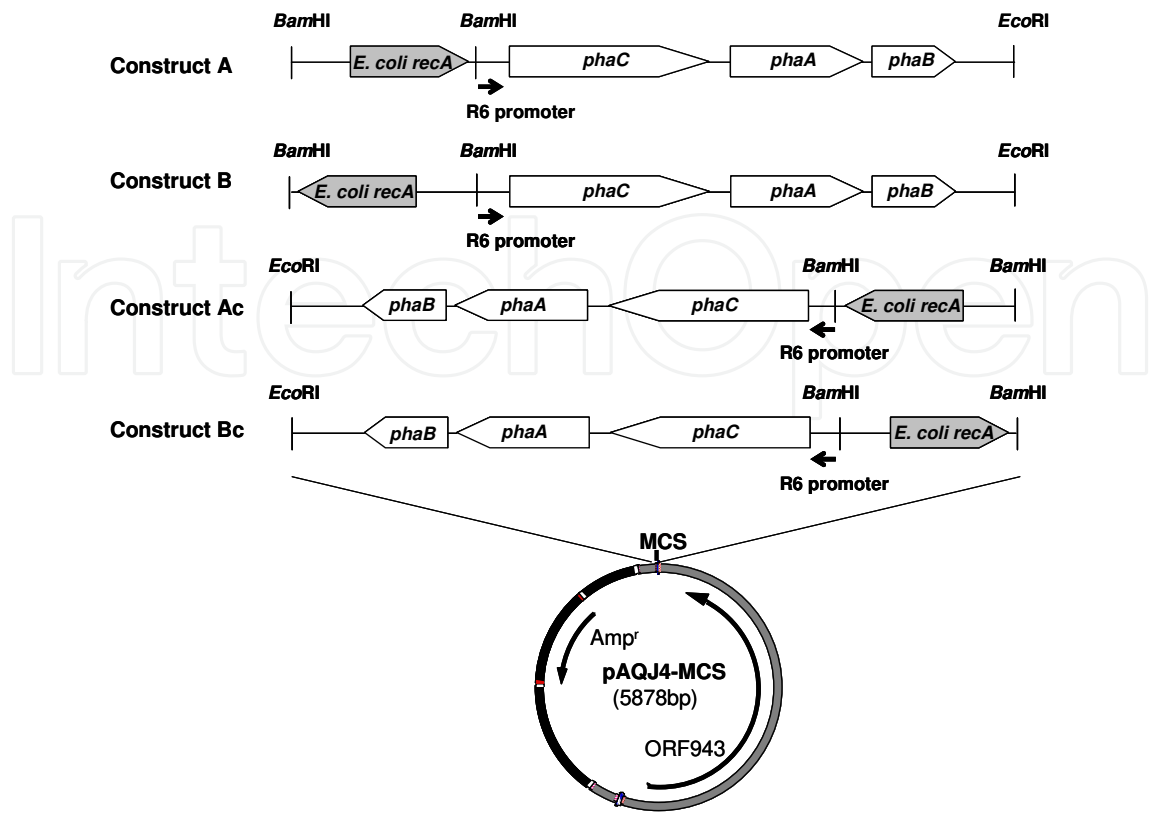 BamHI BamHI EcoRI
Construct A E. coli recA phaC phaA phaB
R6 promoter
BamHI BamHI EcoRI
Construct B E. coli recA phaC phaA phaB
R6 promoter
EcoRI BamHI BamHI
Construct Ac phaB phaA phaC E. coli recA
R6 promoter
EcoRI BamHI BamHI
Construct Bc phaB phaA phaC E. coli recA
R6 promoter
MCS
Ampr
pAQJ4-MCS
(5878bp)
ORF943
IntechOpen